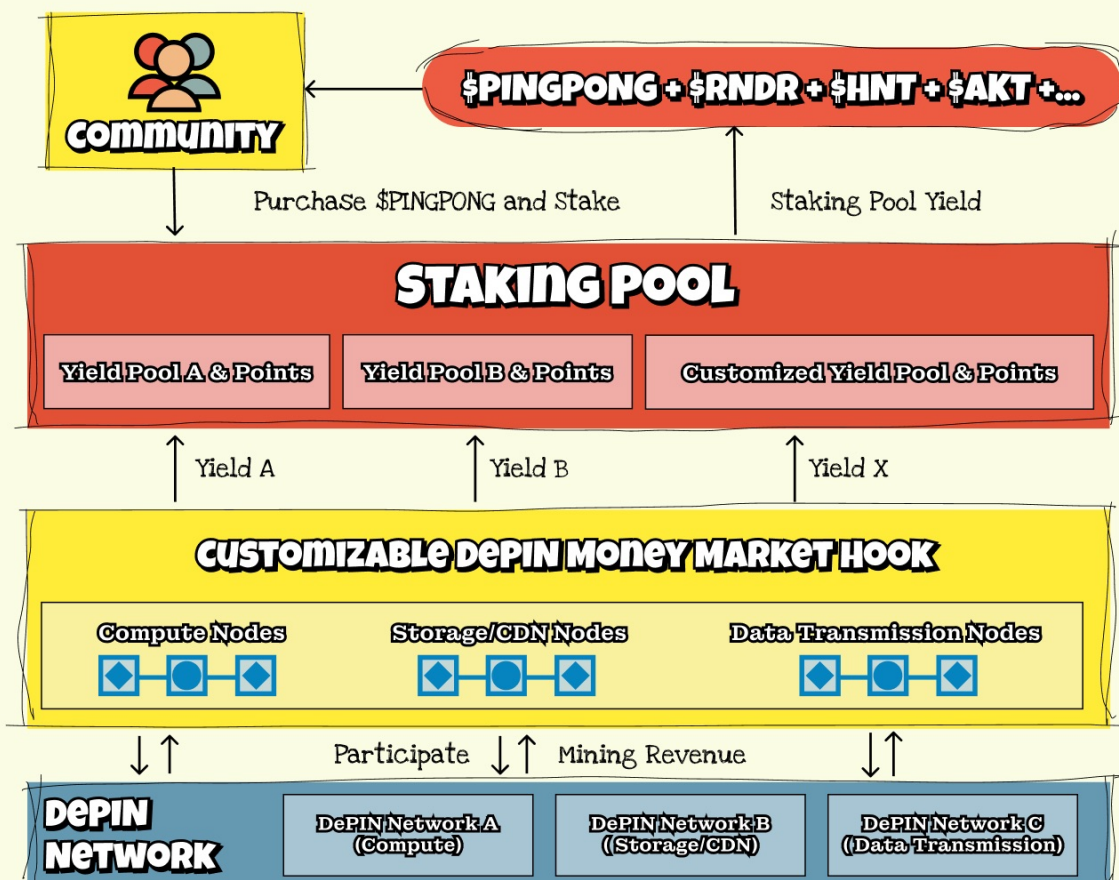 $PINGPONG + $RNDR + $HNT + $AKT +...
COMMUNITY
Purchase $PINGPONG and Stake
Staking Pool Yield
STAKING POOL
Yield Pool A & Points
Yield Pool B & Points
Customized Yield Pool & Points
Yield A
Yield B
Yield X
CUSTOMIZABLE DePIN MONEY MARKET HOOK
Compute Nodes
Storage/CDN Nodes
Data Transmission Nodes
Participate
Mining Revenue
DePIN
NETWORK
DePIN Network A
(Compute)
DePIN Network B
(Storage/CDN)
DePIN Network C
(Data Transmission)